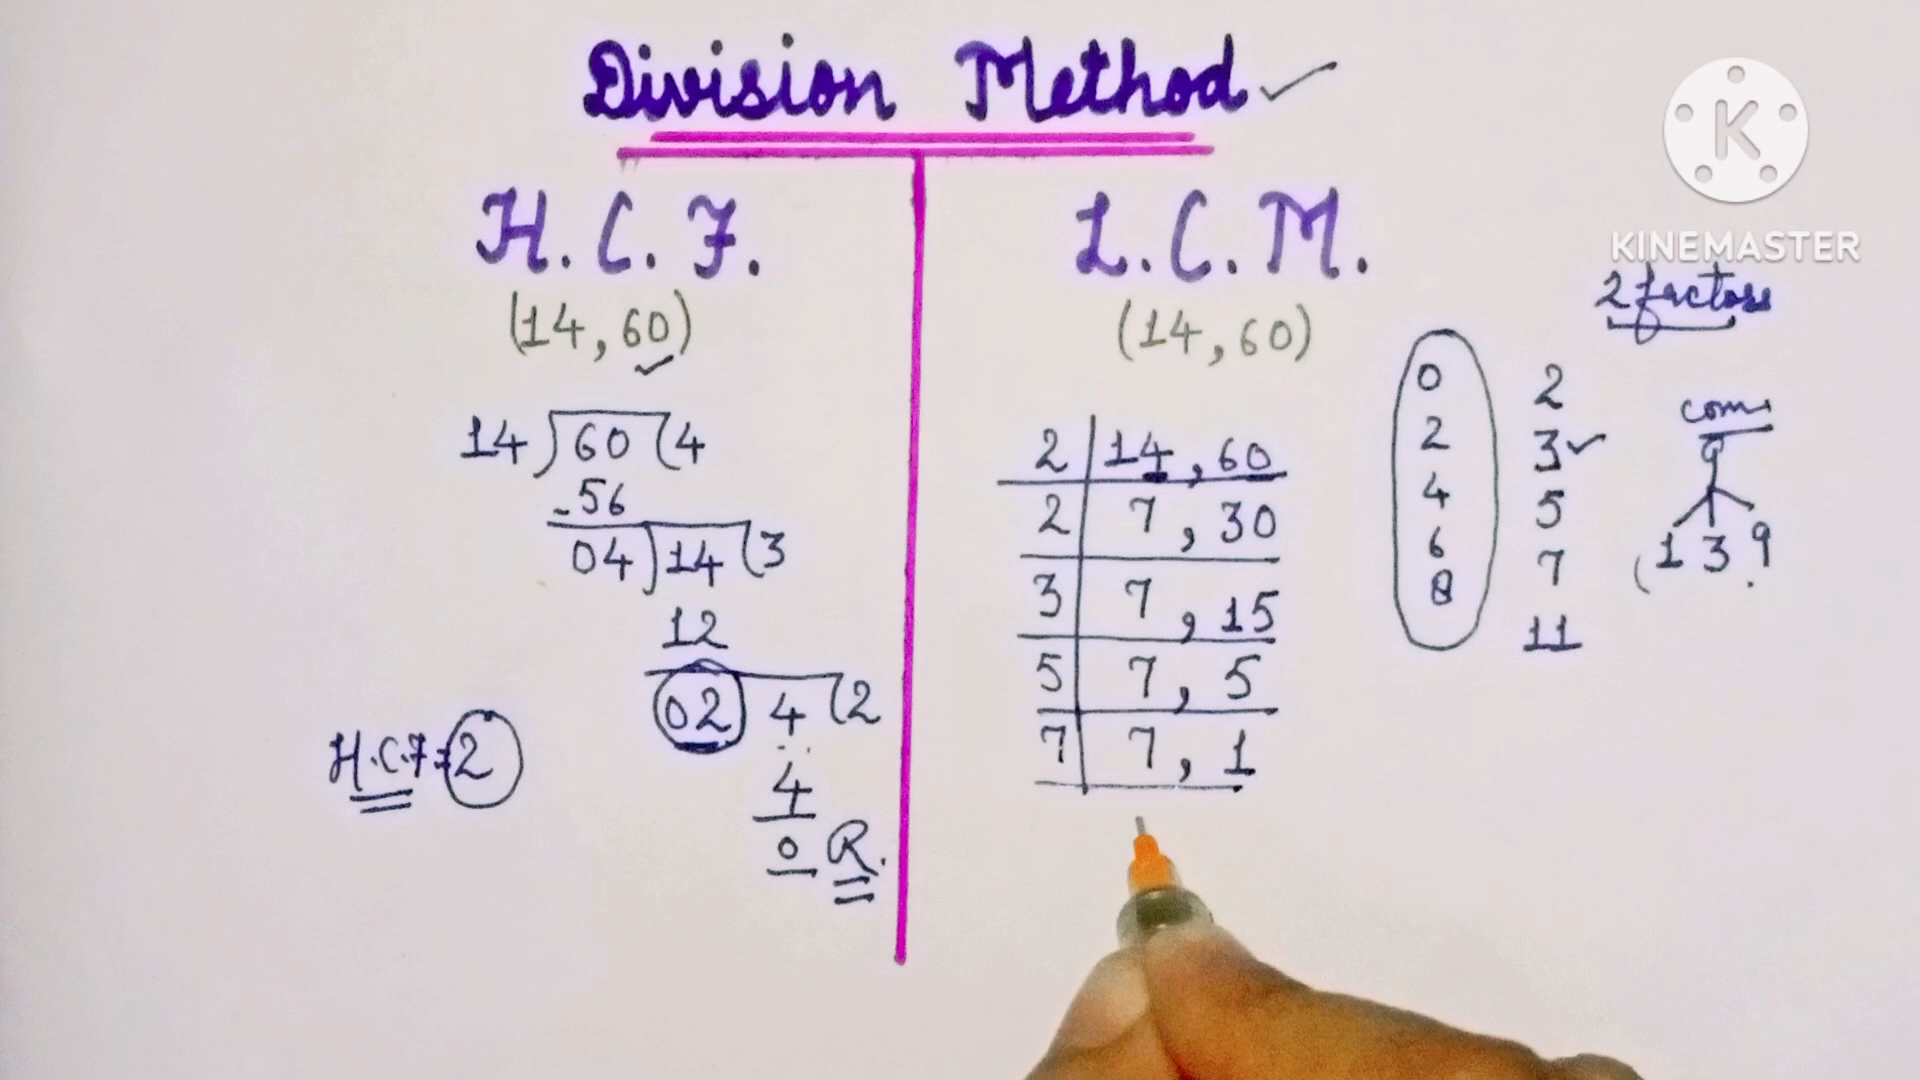 Division Method
H.C.F.
(14, 60)
14)60(4
-56
04)14(3
12
02 4(2
4
0 R.
H.C.F = 2
L.C.M.
(14, 60)
2 | 14, 60
2 | 7, 30
3 | 7, 15
5 | 7, 5
7 | 7, 1
0
2
4
6
8
2 factors
2
3
5
7
11
9
1 3 9
K
KINEMASTER